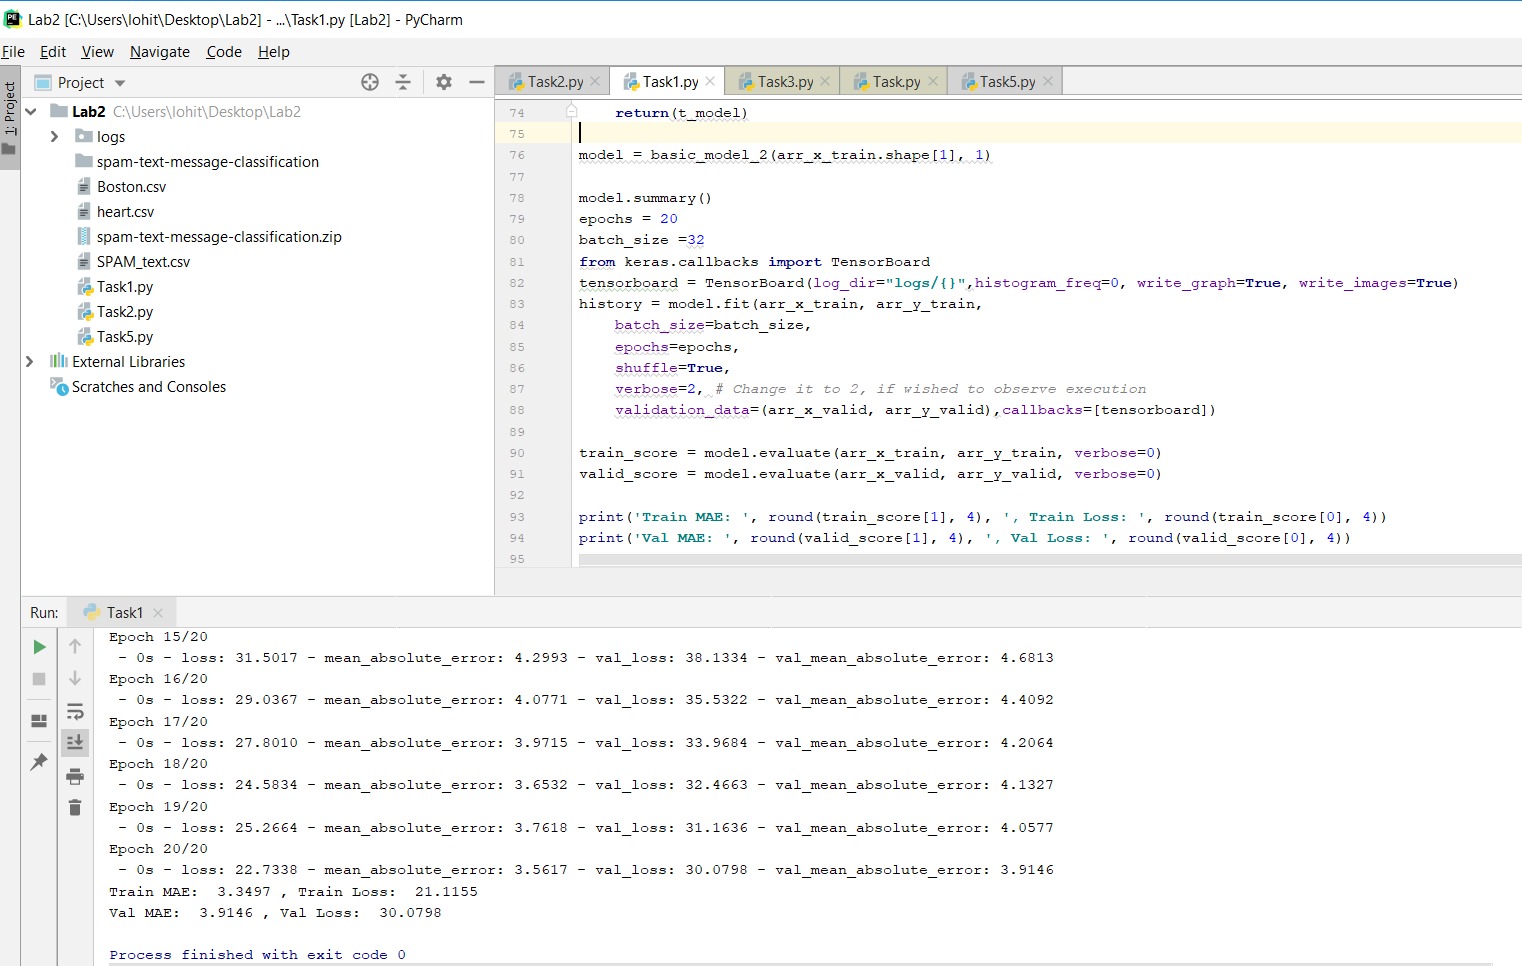 Lab2 [C:\Users\lohit\Desktop\Lab2] - ...\Task1.py [Lab2] - PyCharm
File Edit View Navigate Code Help
1: Project
Project
Lab2 C:\Users\lohit\Desktop\Lab2
logs
spam-text-message-classification
Boston.csv
heart.csv
spam-text-message-classification.zip
SPAM_text.csv
Task1.py
Task2.py
Task5.py
External Libraries
Scratches and Consoles
Task2.py Task1.py Task3.py Task.py Task5.py
74 return(t_model)
75
76 model = basic_model_2(arr_x_train.shape[1], 1)
77
78 model.summary()
79 epochs = 20
80 batch_size =32
81 from keras.callbacks import TensorBoard
82 tensorboard = TensorBoard(log_dir="logs/{}",histogram_freq=0, write_graph=True, write_images=True)
83 history = model.fit(arr_x_train, arr_y_train,
84 batch_size=batch_size,
85 epochs=epochs,
86 shuffle=True,
87 verbose=2, # Change it to 2, if wished to observe execution
88 validation_data=(arr_x_valid, arr_y_valid),callbacks=[tensorboard])
89
90 train_score = model.evaluate(arr_x_train, arr_y_train, verbose=0)
91 valid_score = model.evaluate(arr_x_valid, arr_y_valid, verbose=0)
92
93 print('Train MAE: ', round(train_score[1], 4), ', Train Loss: ', round(train_score[0], 4))
94 print('Val MAE: ', round(valid_score[1], 4), ', Val Loss: ', round(valid_score[0], 4))
95
Run: Task1
Epoch 15/20
- 0s - loss: 31.5017 - mean_absolute_error: 4.2993 - val_loss: 38.1334 - val_mean_absolute_error: 4.6813
Epoch 16/20
- 0s - loss: 29.0367 - mean_absolute_error: 4.0771 - val_loss: 35.5322 - val_mean_absolute_error: 4.4092
Epoch 17/20
- 0s - loss: 27.8010 - mean_absolute_error: 3.9715 - val_loss: 33.9684 - val_mean_absolute_error: 4.2064
Epoch 18/20
- 0s - loss: 24.5834 - mean_absolute_error: 3.6532 - val_loss: 32.4663 - val_mean_absolute_error: 4.1327
Epoch 19/20
- 0s - loss: 25.2664 - mean_absolute_error: 3.7618 - val_loss: 31.1636 - val_mean_absolute_error: 4.0577
Epoch 20/20
- 0s - loss: 22.7338 - mean_absolute_error: 3.5617 - val_loss: 30.0798 - val_mean_absolute_error: 3.9146
Train MAE:  3.3497 , Train Loss:  21.1155
Val MAE:  3.9146 , Val Loss:  30.0798
Process finished with exit code 0